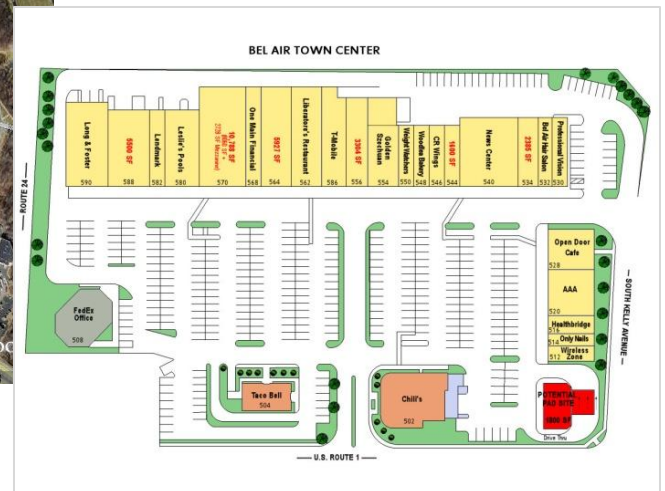 BEL AIR TOWN CENTER
Long & Foster
590
5500 SF
588
Landmark
582
Leslie's Pools
580
10,788 SF
570
One Main Financial
568
5927 SF
564
Liberatore's Restaurant
562
T-Mobile
586
3304 SF
556
Golden
Szechuan
554
Weight Watchers
550
Woodins Bakery
548
CR Wings
546
1600 SF
544
News Center
540
2385 SF
534
Bel Air Hair Salon
532
Professional Vision
530
— ROUTE 24 —
FedEx
Office
508
Open Door
Cafe
528
AAA
520
Healthbridge
516
Only Nails
514
Wireless
Zone
512
— SOUTH KELLY AVENUE —
Taco Bell
504
Chili's
502
POTENTIAL
PAD SITE
Drive Thru
— U.S. ROUTE 1 —